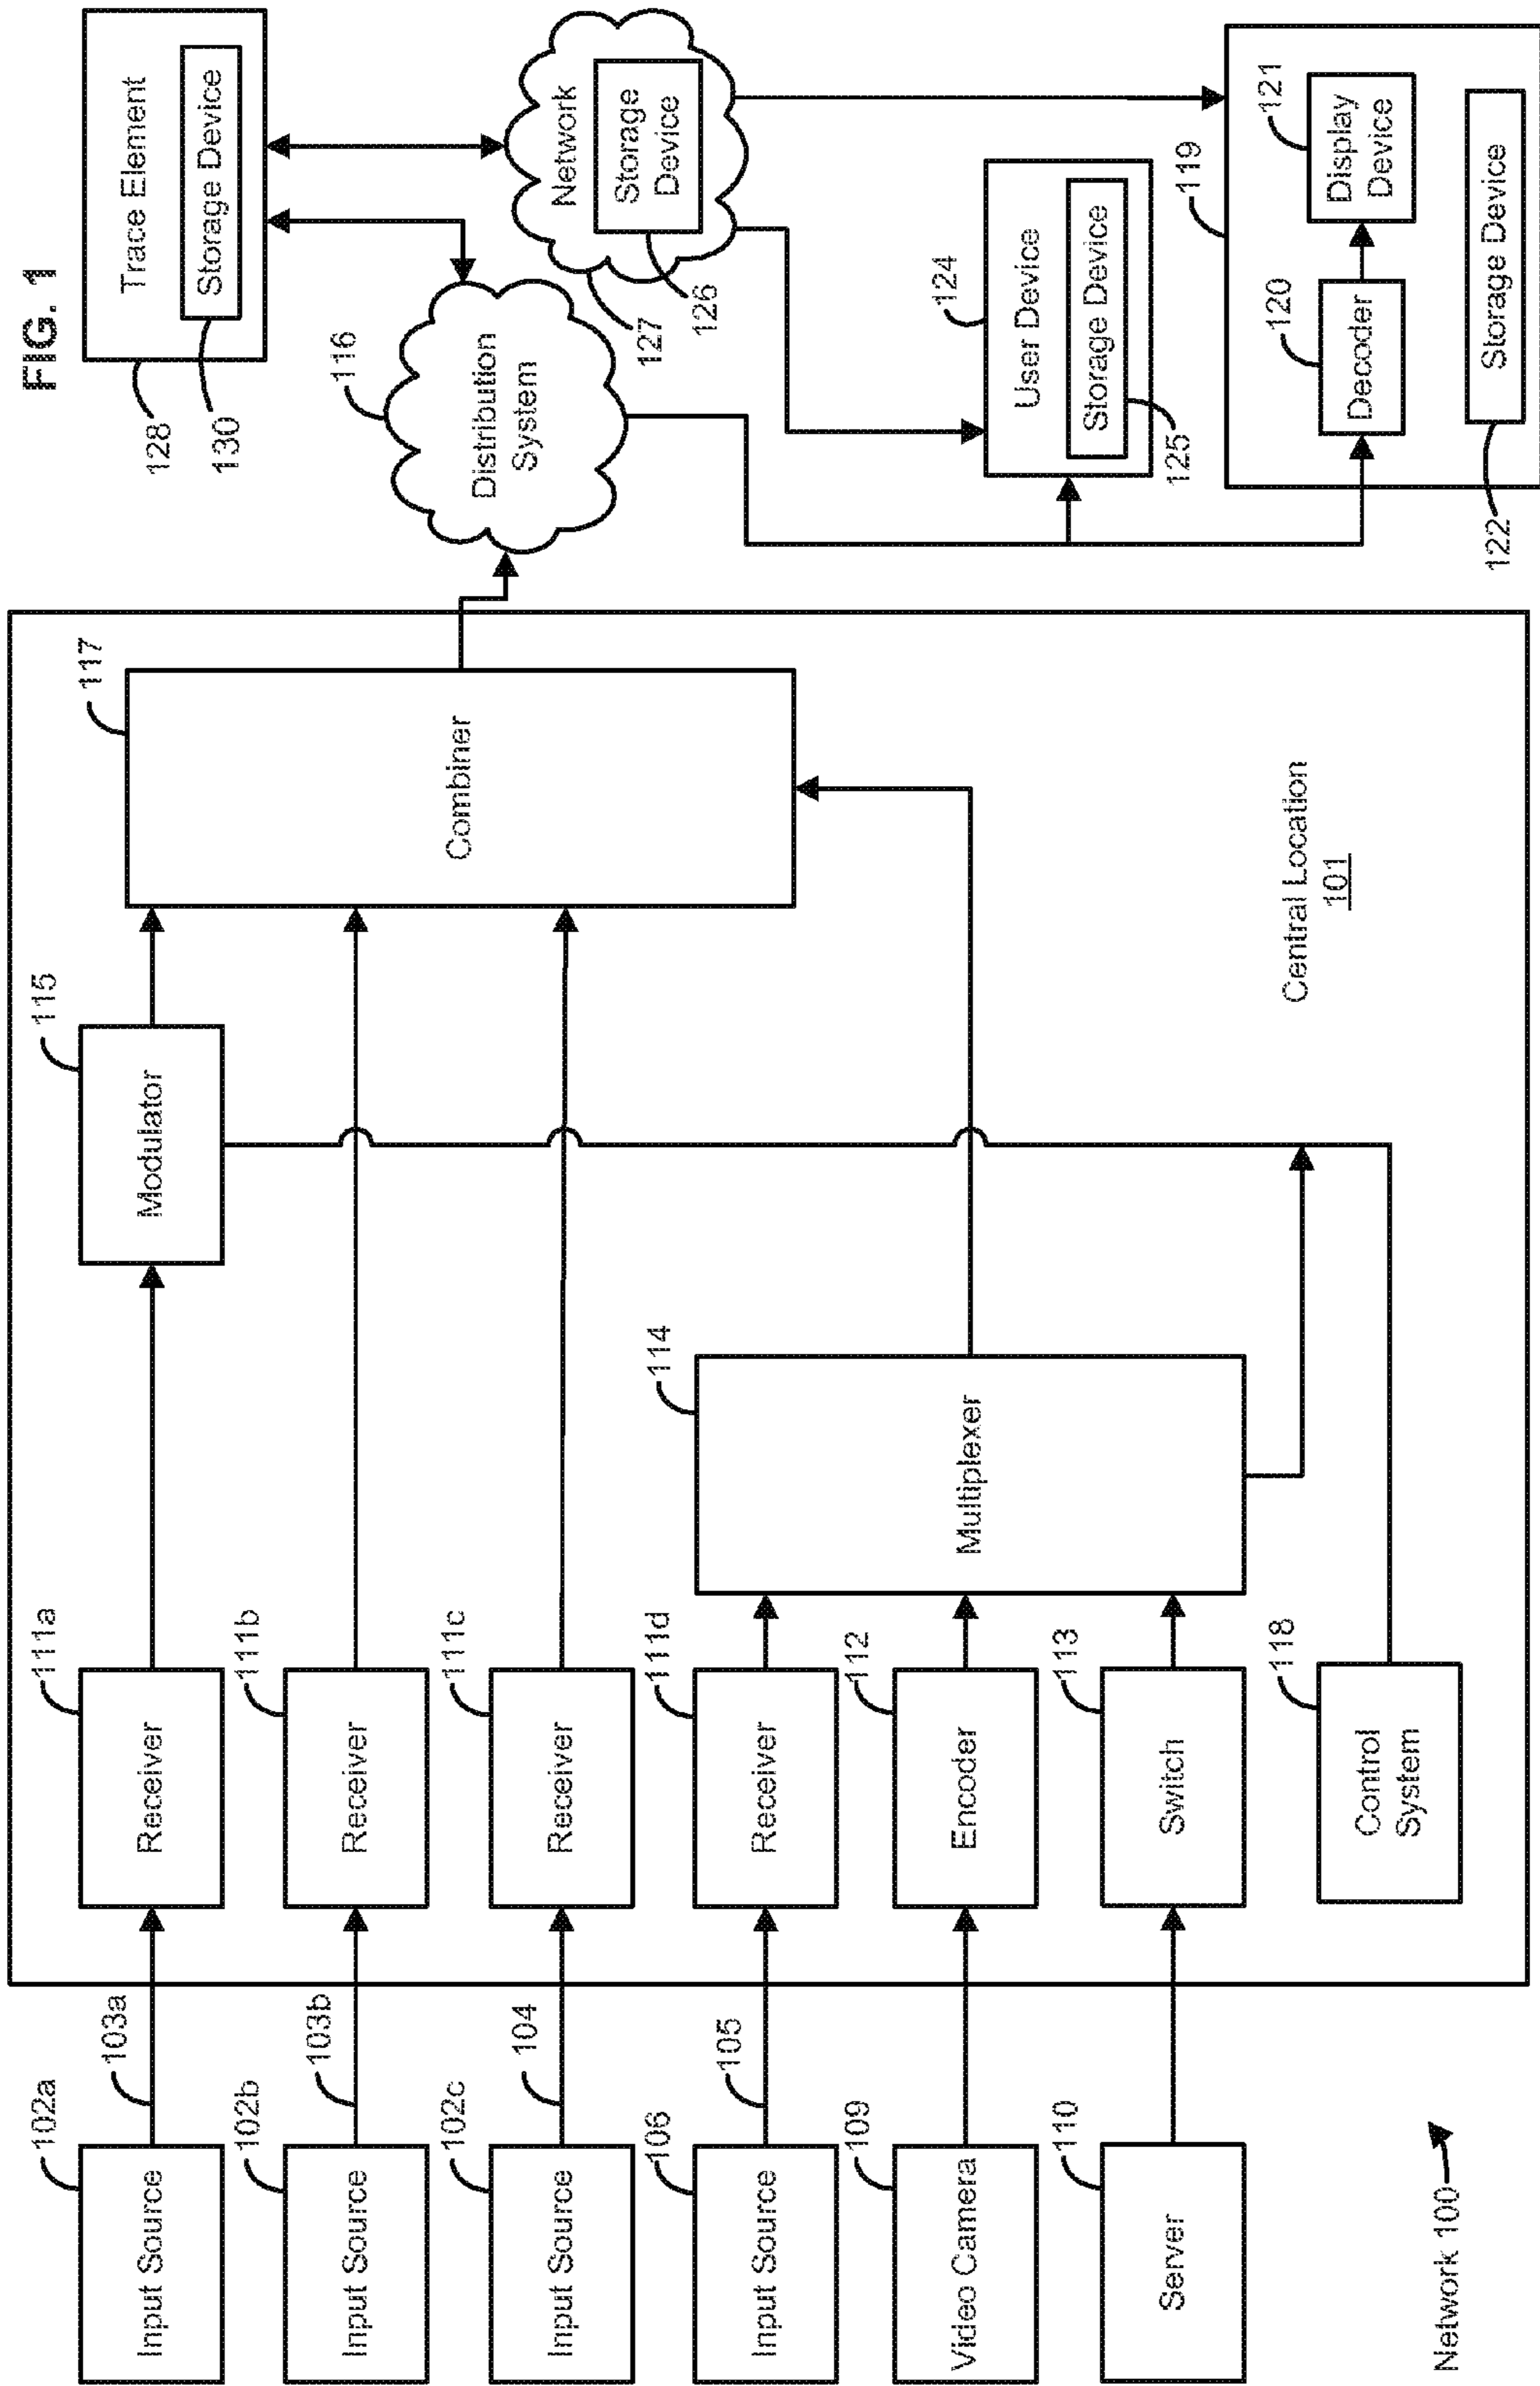 FIG. 1
102a
Input Source
103a
111a
Receiver
115
Modulator
117
Combiner
102b
Input Source
103b
111b
Receiver
102c
Input Source
104
111c
Receiver
106
Input Source
105
111d
Receiver
114
Multiplexer
109
Video Camera
112
Encoder
110
Server
113
Switch
118
Control
System
Central Location
101
Network 100
116
Distribution
System
128
Trace Element
130
Storage Device
Network
127
Storage
Device
126
124
User Device
Storage Device
125
119
120
Decoder
121
Display
Device
122
Storage Device